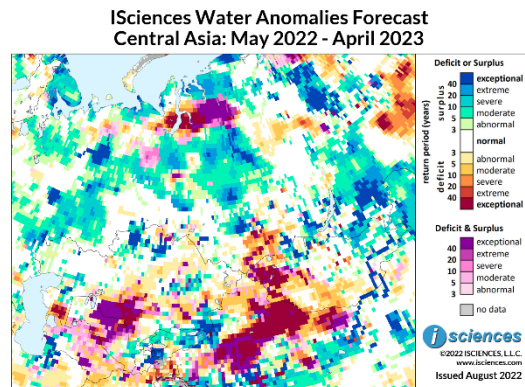 ISciences Water Anomalies Forecast
Central Asia: May 2022 - April 2023
Deficit or Surplus
return period (years)
surplus
40
20
10
5
3
exceptional
extreme
severe
moderate
abnormal
normal
deficit
3
5
10
20
40
abnormal
moderate
severe
extreme
exceptional
Deficit & Surplus
40
20
10
5
3
exceptional
extreme
severe
moderate
abnormal
no data
isciences
©2022 ISCIENCES, L.L.C.
www.isciences.com
Issued August 2022